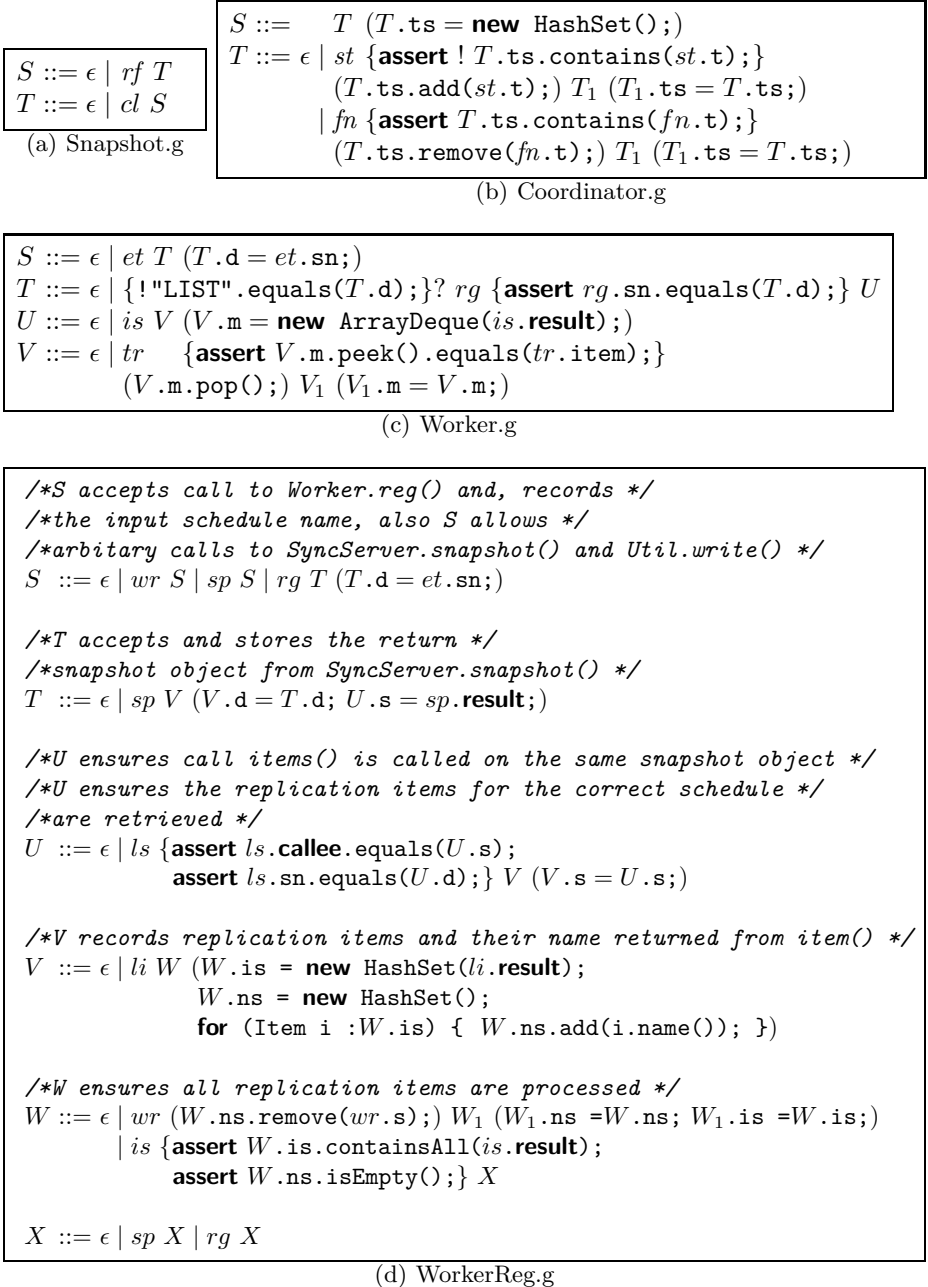 S ::= ϵ | rf T
T ::= ϵ | cl S
(a) Snapshot.g
S ::= T (T.ts = new HashSet();)
T ::= ϵ | st {assert ! T.ts.contains(st.t);}
(T.ts.add(st.t);) T₁ (T₁.ts = T.ts;)
| fn {assert T.ts.contains(fn.t);}
(T.ts.remove(fn.t);) T₁ (T₁.ts = T.ts;)
(b) Coordinator.g
S ::= ϵ | et T (T.d = et.sn;)
T ::= ϵ | {!"LIST".equals(T.d);}? rg {assert rg.sn.equals(T.d);} U
U ::= ϵ | is V (V.m = new ArrayDeque(is.result);)
V ::= ϵ | tr {assert V.m.peek().equals(tr.item);}
(V.m.pop();) V₁ (V₁.m = V.m;)
(c) Worker.g
/*S accepts call to Worker.reg() and, records */
/*the input schedule name, also S allows */
/*arbitary calls to SyncServer.snapshot() and Util.write() */
S ::= ϵ | wr S | sp S | rg T (T.d = et.sn;)
/*T accepts and stores the return */
/*snapshot object from SyncServer.snapshot() */
T ::= ϵ | sp V (V.d = T.d; U.s = sp.result;)
/*U ensures call items() is called on the same snapshot object */
/*U ensures the replication items for the correct schedule */
/*are retrieved */
U ::= ϵ | ls {assert ls.callee.equals(U.s);
assert ls.sn.equals(U.d);} V (V.s = U.s;)
/*V records replication items and their name returned from item() */
V ::= ϵ | li W (W.is = new HashSet(li.result);
W.ns = new HashSet();
for (Item i :W.is) { W.ns.add(i.name()); })
/*W ensures all replication items are processed */
W ::= ϵ | wr (W.ns.remove(wr.s);) W₁ (W₁.ns =W.ns; W₁.is =W.is;)
| is {assert W.is.containsAll(is.result);
assert W.ns.isEmpty();} X
X ::= ϵ | sp X | rg X
(d) WorkerReg.g